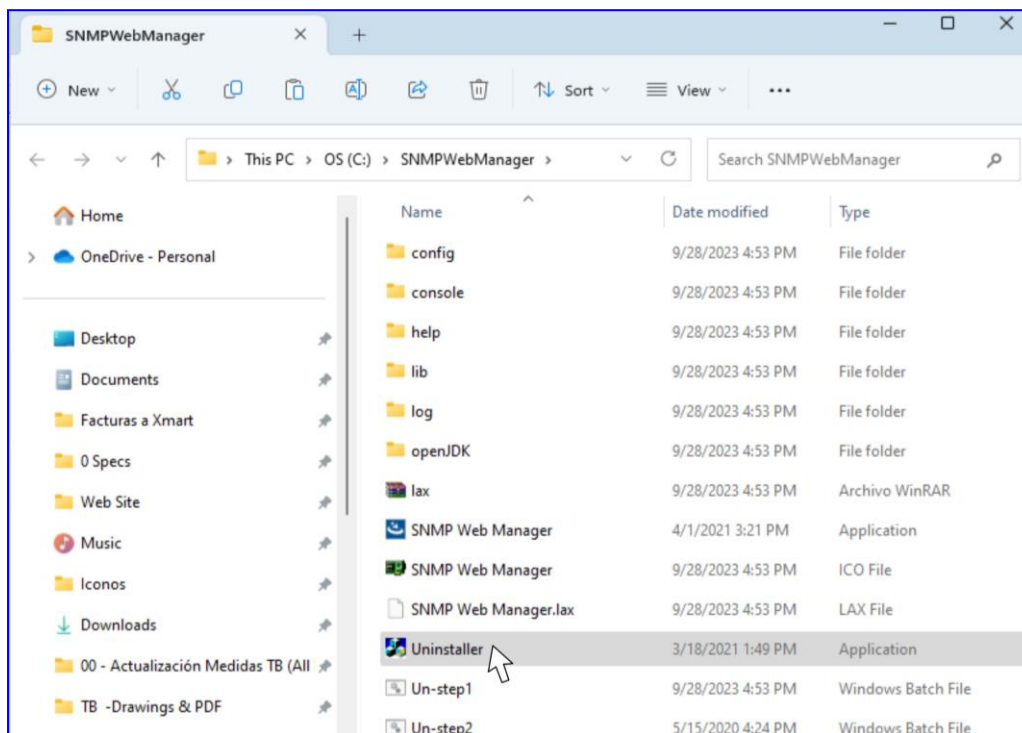 SNMPWebManager
New Sort View
This PC > OS (C:) > SNMPWebManager > Search SNMPWebManager
Name Date modified Type
Home
OneDrive - Personal
Desktop
Documents
Facturas a Xmart
0 Specs
Web Site
Music
Iconos
Downloads
00 - Actualización Medidas TB (All
TB -Drawings & PDF
config 9/28/2023 4:53 PM File folder
console 9/28/2023 4:53 PM File folder
help 9/28/2023 4:53 PM File folder
lib 9/28/2023 4:53 PM File folder
log 9/28/2023 4:53 PM File folder
openJDK 9/28/2023 4:53 PM File folder
lax 9/28/2023 4:53 PM Archivo WinRAR
SNMP Web Manager 4/1/2021 3:21 PM Application
SNMP Web Manager 9/28/2023 4:53 PM ICO File
SNMP Web Manager.lax 9/28/2023 4:53 PM LAX File
Uninstaller 3/18/2021 1:49 PM Application
Un-step1 9/28/2023 4:53 PM Windows Batch File
Un-step2 5/15/2020 4:24 PM Windows Batch File